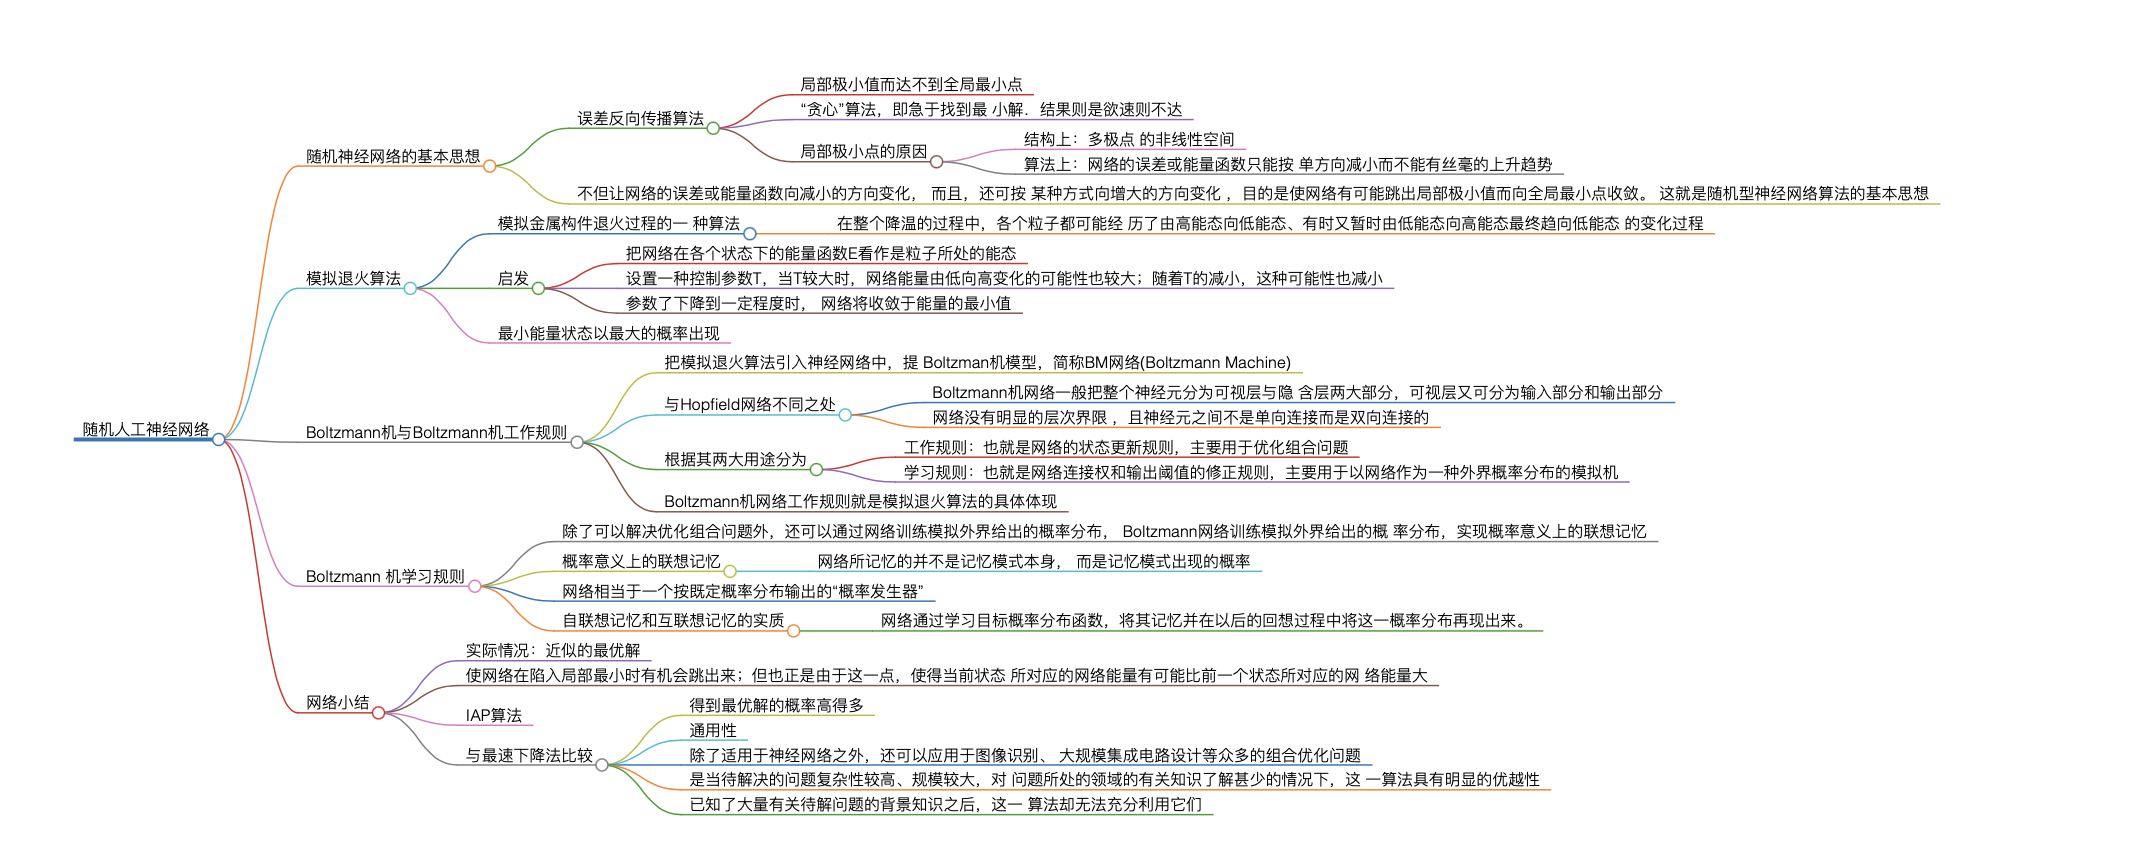 随机人工神经网络
随机神经网络的基本思想
误差反向传播算法
局部极小值而达不到全局最小点
“贪心”算法，即急于找到最 小解．结果则是欲速则不达
局部极小点的原因
结构上：多极点 的非线性空间
算法上：网络的误差或能量函数只能按 单方向减小而不能有丝毫的上升趋势
不但让网络的误差或能量函数向减小的方向变化， 而且，还可按 某种方式向增大的方向变化 ，目的是使网络有可能跳出局部极小值而向全局最小点收敛。 这就是随机型神经网络算法的基本思想
模拟退火算法
模拟金属构件退火过程的一 种算法
在整个降温的过程中，各个粒子都可能经 历了由高能态向低能态、有时又暂时由低能态向高能态最终趋向低能态 的变化过程
启发
把网络在各个状态下的能量函数E看作是粒子所处的能态
设置一种控制参数T，当T较大时，网络能量由低向高变化的可能性也较大；随着T的减小，这种可能性也减小
参数了下降到一定程度时， 网络将收敛于能量的最小值
最小能量状态以最大的概率出现
Boltzmann机与Boltzmann机工作规则
把模拟退火算法引入神经网络中，提 Boltzman机模型，简称BM网络(Boltzmann Machine)
与Hopfield网络不同之处
Boltzmann机网络一般把整个神经元分为可视层与隐 含层两大部分，可视层又可分为输入部分和输出部分
网络没有明显的层次界限 ，且神经元之间不是单向连接而是双向连接的
根据其两大用途分为
工作规则：也就是网络的状态更新规则，主要用于优化组合问题
学习规则：也就是网络连接权和输出阈值的修正规则，主要用于以网络作为一种外界概率分布的模拟机
Boltzmann机网络工作规则就是模拟退火算法的具体体现
Boltzmann 机学习规则
除了可以解决优化组合问题外，还可以通过网络训练模拟外界给出的概率分布， Boltzmann网络训练模拟外界给出的概 率分布，实现概率意义上的联想记忆
概率意义上的联想记忆
网络所记忆的并不是记忆模式本身， 而是记忆模式出现的概率
网络相当于一个按既定概率分布输出的“概率发生器”
自联想记忆和互联想记忆的实质
网络通过学习目标概率分布函数，将其记忆并在以后的回想过程中将这一概率分布再现出来。
网络小结
实际情况：近似的最优解
使网络在陷入局部最小时有机会跳出来；但也正是由于这一点，使得当前状态 所对应的网络能量有可能比前一个状态所对应的网 络能量大
IAP算法
与最速下降法比较
得到最优解的概率高得多
通用性
除了适用于神经网络之外，还可以应用于图像识别、 大规模集成电路设计等众多的组合优化问题
是当待解决的问题复杂性较高、规模较大，对 问题所处的领域的有关知识了解甚少的情况下，这 一算法具有明显的优越性
已知了大量有关待解问题的背景知识之后，这一 算法却无法充分利用它们